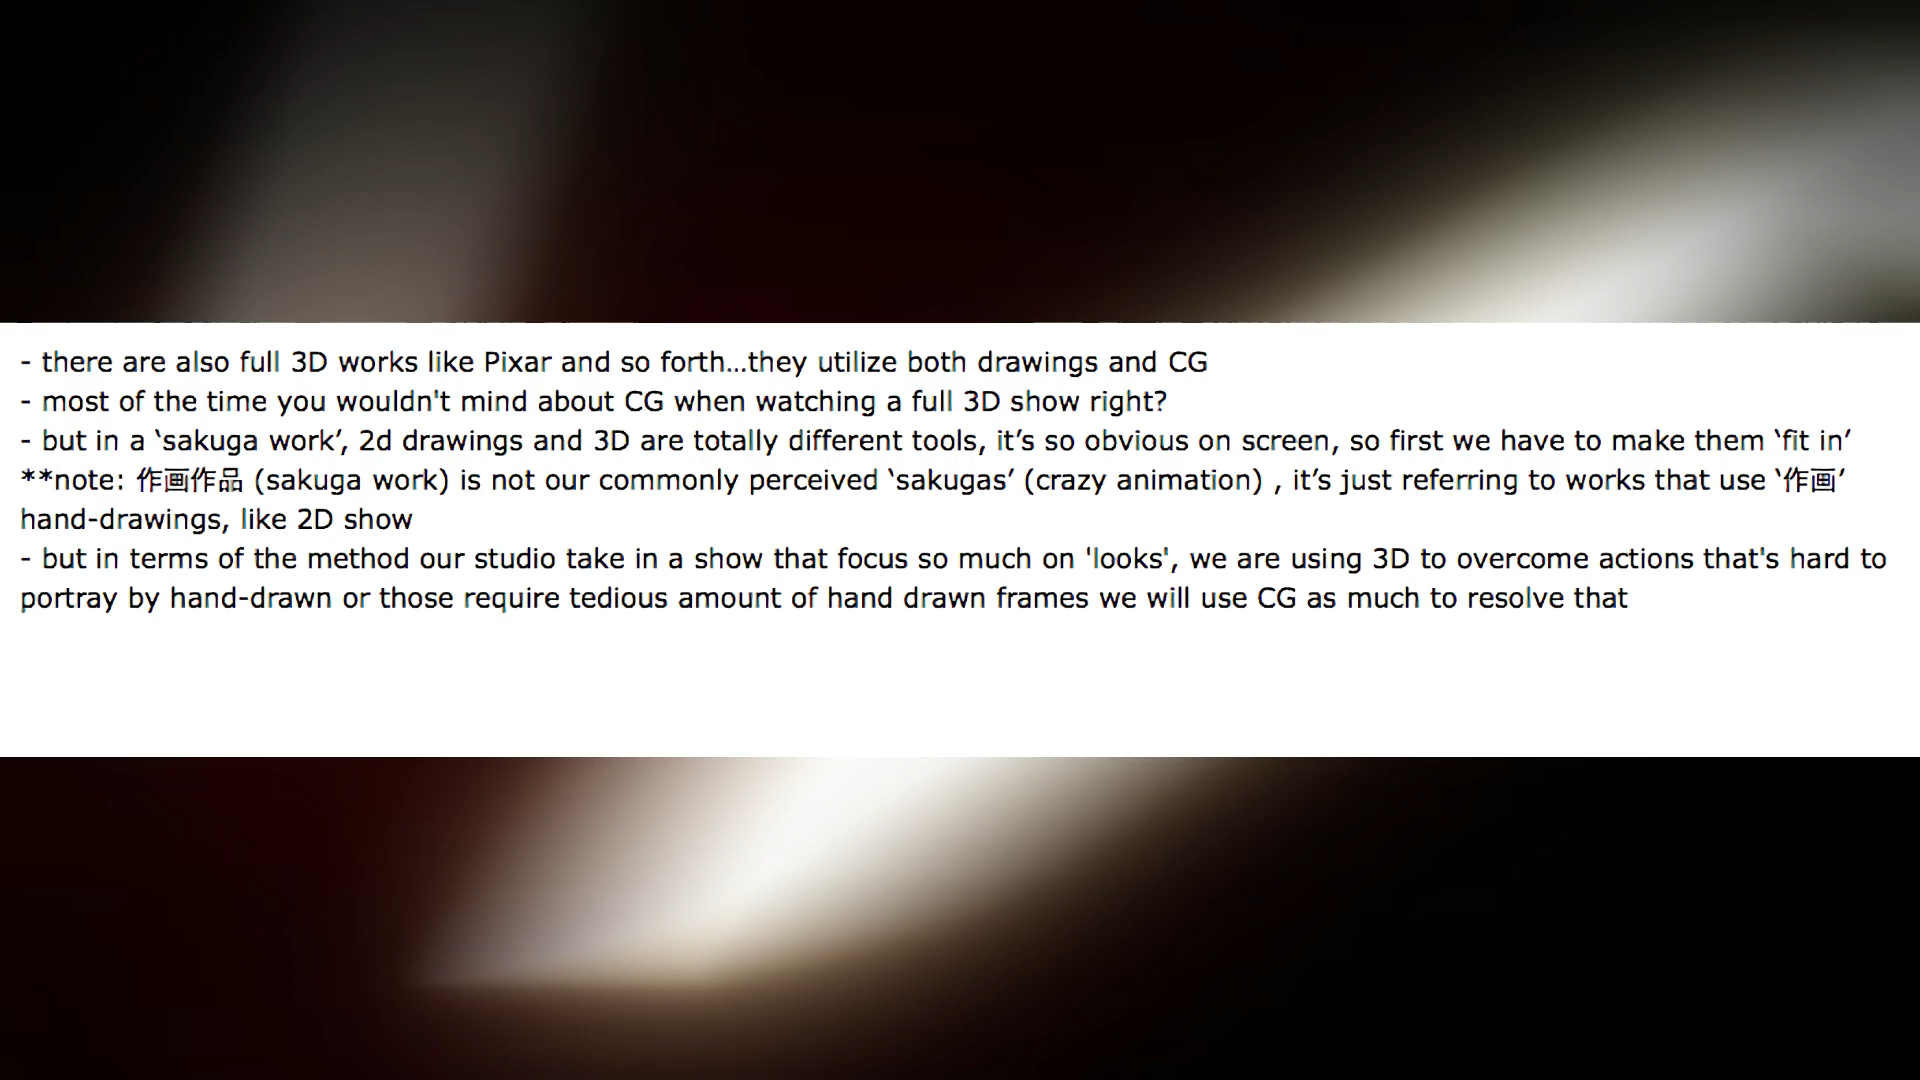 - there are also full 3D works like Pixar and so forth...they utilize both drawings and CG
- most of the time you wouldn't mind about CG when watching a full 3D show right?
- but in a ‘sakuga work’, 2d drawings and 3D are totally different tools, it’s so obvious on screen, so first we have to make them ‘fit in’
**note: 作画作品 (sakuga work) is not our commonly perceived ‘sakugas’ (crazy animation) , it’s just referring to works that use ‘作画’
hand-drawings, like 2D show
- but in terms of the method our studio take in a show that focus so much on 'looks', we are using 3D to overcome actions that's hard to
portray by hand-drawn or those require tedious amount of hand drawn frames we will use CG as much to resolve that